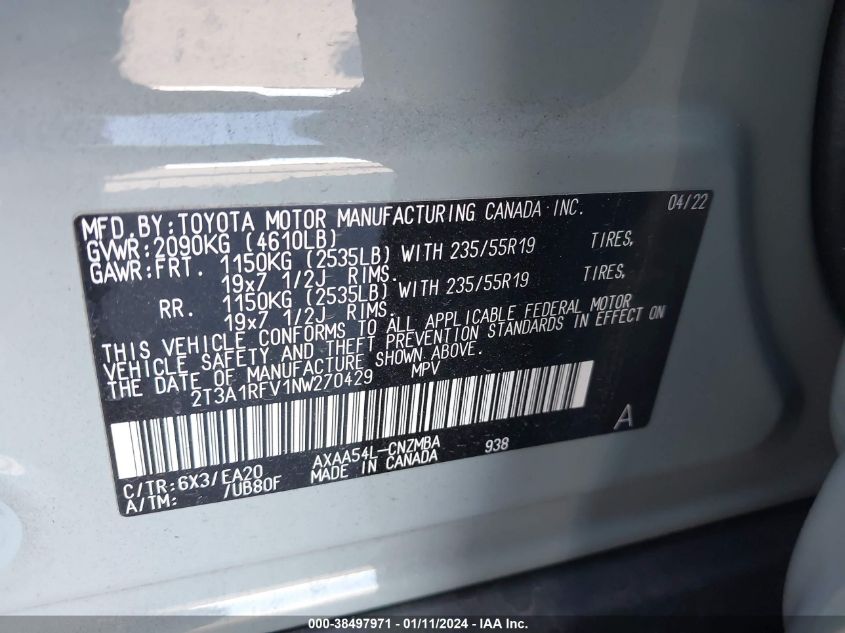 MFD.BY:TOYOTA MOTOR MANUFACTURING CANADA INC. 04/22
GVWR:2090KG (4610LB)
GAWR:FRT. 1150KG (2535LB) WITH 235/55R19 TIRES,
19x7 1/2J RIMS.
RR. 1150KG (2535LB) WITH 235/55R19 TIRES,
19x7 1/2J RIMS.
THIS VEHICLE CONFORMS TO ALL APPLICABLE FEDERAL MOTOR
VEHICLE SAFETY AND THEFT PREVENTION STANDARDS IN EFFECT ON
THE DATE OF MANUFACTURE SHOWN ABOVE.
2T3A1RFV1NW270429 MPV
A
AXAA54L-CNZMBA 938
C/TR:6X3/EA20 MADE IN CANADA
A/TM: /UB80F
000-38497971 - 01/11/2024 - IAA Inc.